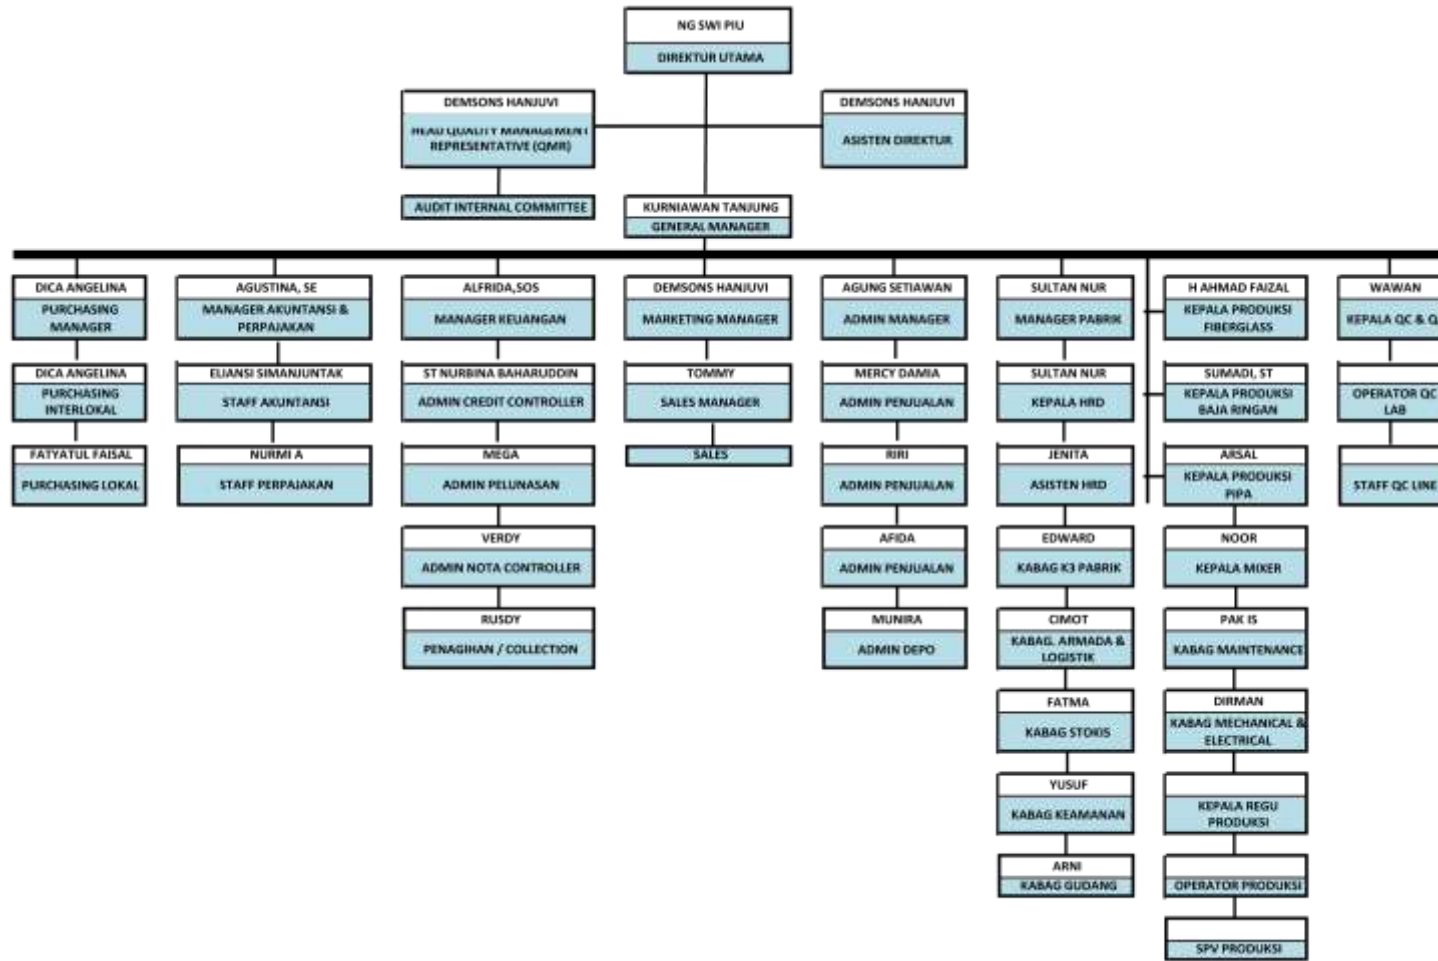 NG SWI PIU
DIREKTUR UTAMA
DEMSONS HANJUVI
HEAD QUALITY MANAGEMENT
REPRESENTATIVE (QMR)
DEMSONS HANJUVI
ASISTEN DIREKTUR
AUDIT INTERNAL COMMITTEE
KURNIAWAN TANJUNG
GENERAL MANAGER
DICA ANGELINA
PURCHASING
MANAGER
DICA ANGELINA
PURCHASING
INTERLOKAL
FATYATUL FAISAL
PURCHASING LOKAL
AGUSTINA, SE
MANAGER AKUNTANSI &
PERPAJAKAN
ELIANSI SIMANJUNTAK
STAFF AKUNTANSI
NURMI A
STAFF PERPAJAKAN
ALFRIDA,SOS
MANAGER KEUANGAN
ST NURBINA BAHARUDDIN
ADMIN CREDIT CONTROLLER
MEGA
ADMIN PELUNASAN
VERDY
ADMIN NOTA CONTROLLER
RUSDY
PENAGIHAN / COLLECTION
DEMSONS HANJUVI
MARKETING MANAGER
TOMMY
SALES MANAGER
SALES
AGUNG SETIAWAN
ADMIN MANAGER
MERCY DAMIA
ADMIN PENJUALAN
RIRI
ADMIN PENJUALAN
AFIDA
ADMIN PENJUALAN
MUNIRA
ADMIN DEPO
SULTAN NUR
MANAGER PABRIK
SULTAN NUR
KEPALA HRD
JENITA
ASISTEN HRD
EDWARD
KABAG K3 PABRIK
CIMOT
KABAG. ARMADA &
LOGISTIK
FATMA
KABAG STOKIS
YUSUF
KABAG KEAMANAN
ARNI
KABAG GUDANG
H AHMAD FAIZAL
KEPALA PRODUKSI
FIBERGLASS
SUMADI, ST
KEPALA PRODUKSI
BAJA RINGAN
ARSAL
KEPALA PRODUKSI
PIPA
NOOR
KEPALA MIXER
PAK IS
KABAG MAINTENANCE
DIRMAN
KABAG MECHANICAL &
ELECTRICAL
KEPALA REGU
PRODUKSI
OPERATOR PRODUKSI
SPV PRODUKSI
WAWAN
KEPALA QC &
OPERATOR QC
LAB
STAFF QC LINE